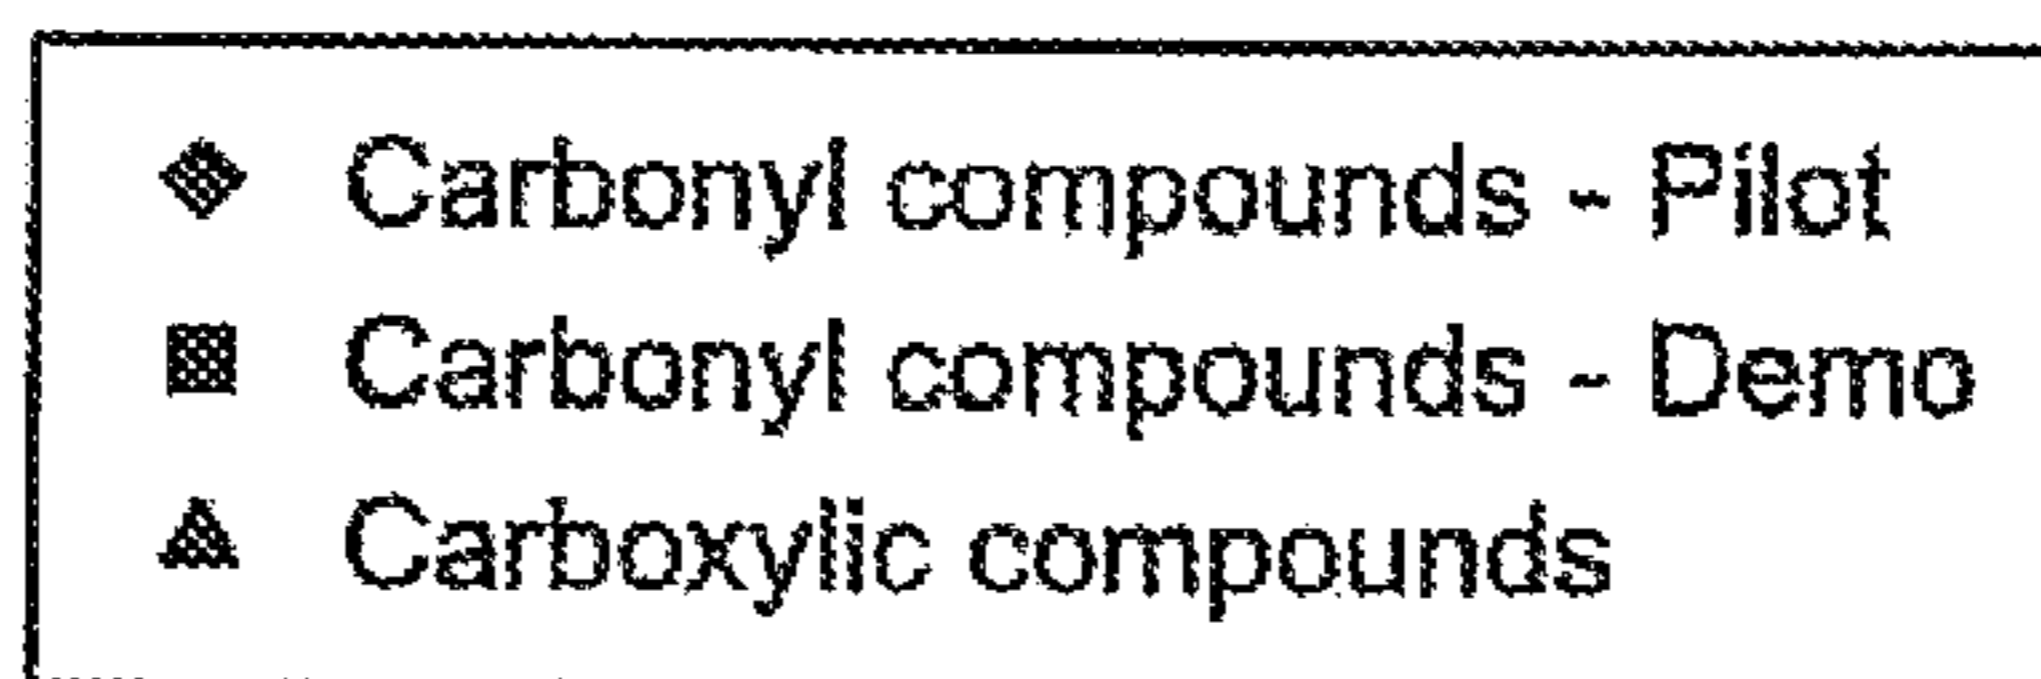 Carbonyl compounds - Pilot
Carbonyl compounds - Demo
Carboxylic compounds